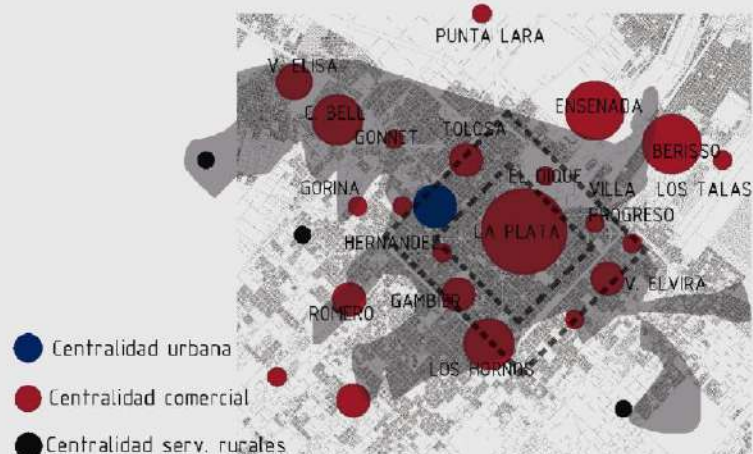 PUNTA LARA
V. ELISA
C. BELL
ENSENADA
GONNET
TOLOSA
BERISSO
EL DIQUE
GORINA
VILLA
PROGRESO
LOS TALAS
LA PLATA
HERNANDEZ
V. ELVIRA
GAMBIER
ROMERO
LOS HORNOS
Centralidad urbana
Centralidad comercial
Centralidad serv. rurales